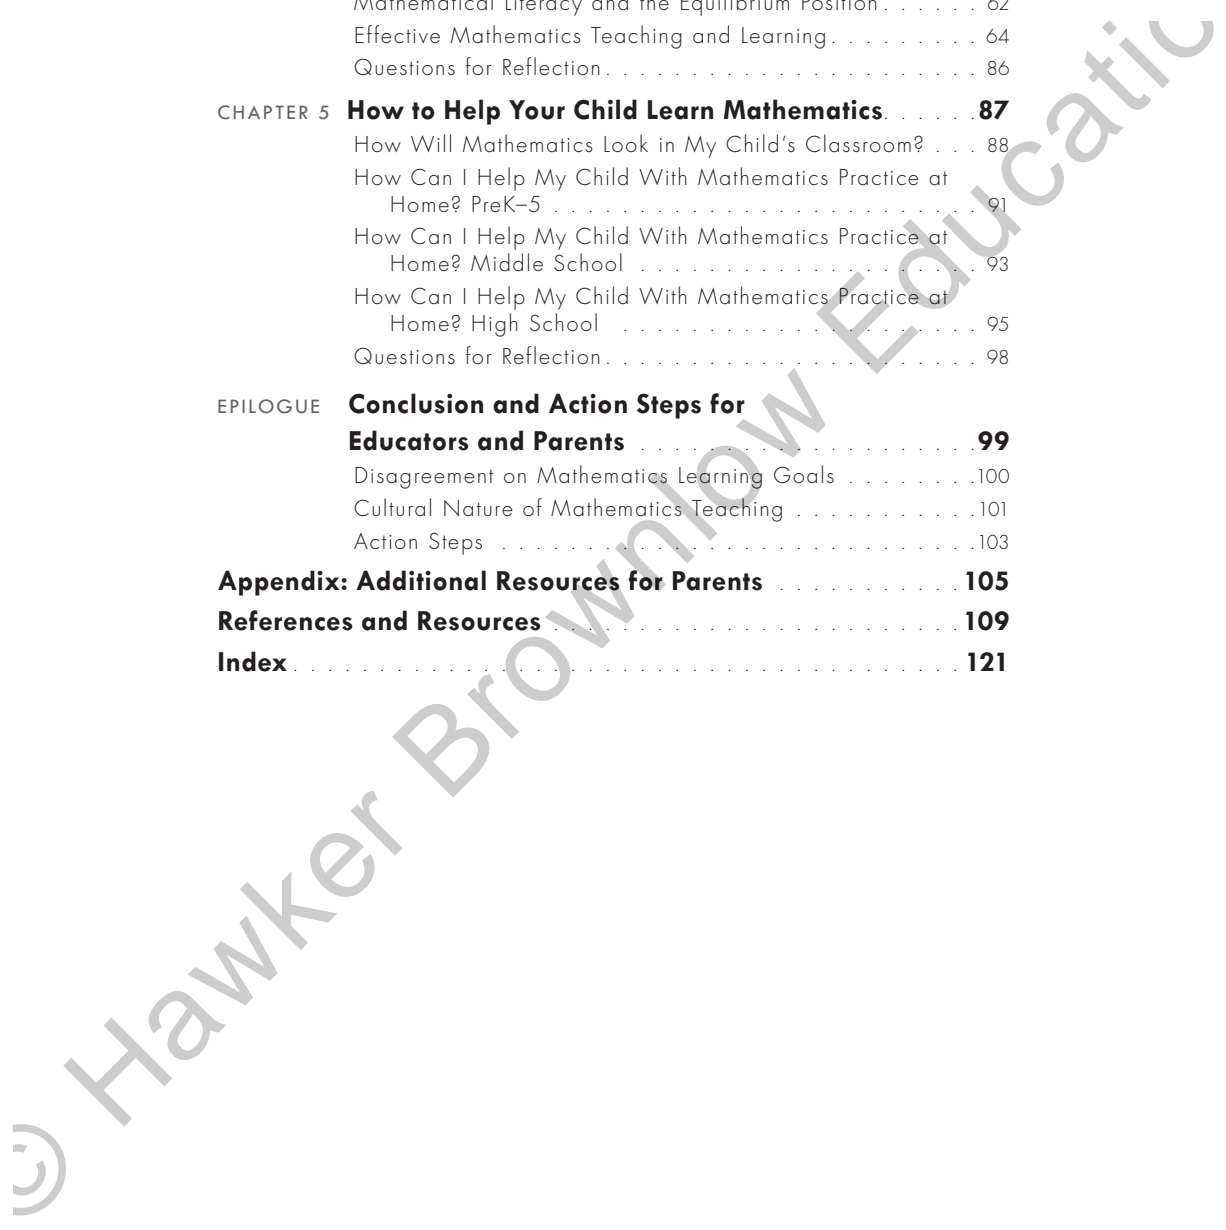 Mathematical Literacy and the Equilibrium Position. . . . . . 62
Effective Mathematics Teaching and Learning. . . . . . . . . 64
Questions for Reflection. . . . . . . . . . . . . . . . . . . . . . 86
CHAPTER 5 How to Help Your Child Learn Mathematics. . . . . . 87
How Will Mathematics Look in My Child's Classroom? . . . 88
How Can I Help My Child With Mathematics Practice at
Home? PreK–5 . . . . . . . . . . . . . . . . . . . . . . . . . 91
How Can I Help My Child With Mathematics Practice at
Home? Middle School . . . . . . . . . . . . . . . . . . . . 93
How Can I Help My Child With Mathematics Practice at
Home? High School . . . . . . . . . . . . . . . . . . . . . 95
Questions for Reflection. . . . . . . . . . . . . . . . . . . . . . 98
EPILOGUE Conclusion and Action Steps for
Educators and Parents . . . . . . . . . . . . . . . . . . . . 99
Disagreement on Mathematics Learning Goals . . . . . . . .100
Cultural Nature of Mathematics Teaching . . . . . . . . . . .101
Action Steps . . . . . . . . . . . . . . . . . . . . . . . . . . . .103
Appendix: Additional Resources for Parents . . . . . . . . . . . 105
References and Resources . . . . . . . . . . . . . . . . . . . . . . . . 109
Index. . . . . . . . . . . . . . . . . . . . . . . . . . . . . . . . . . . . . . . 121
© Hawker Brownlow Educatio